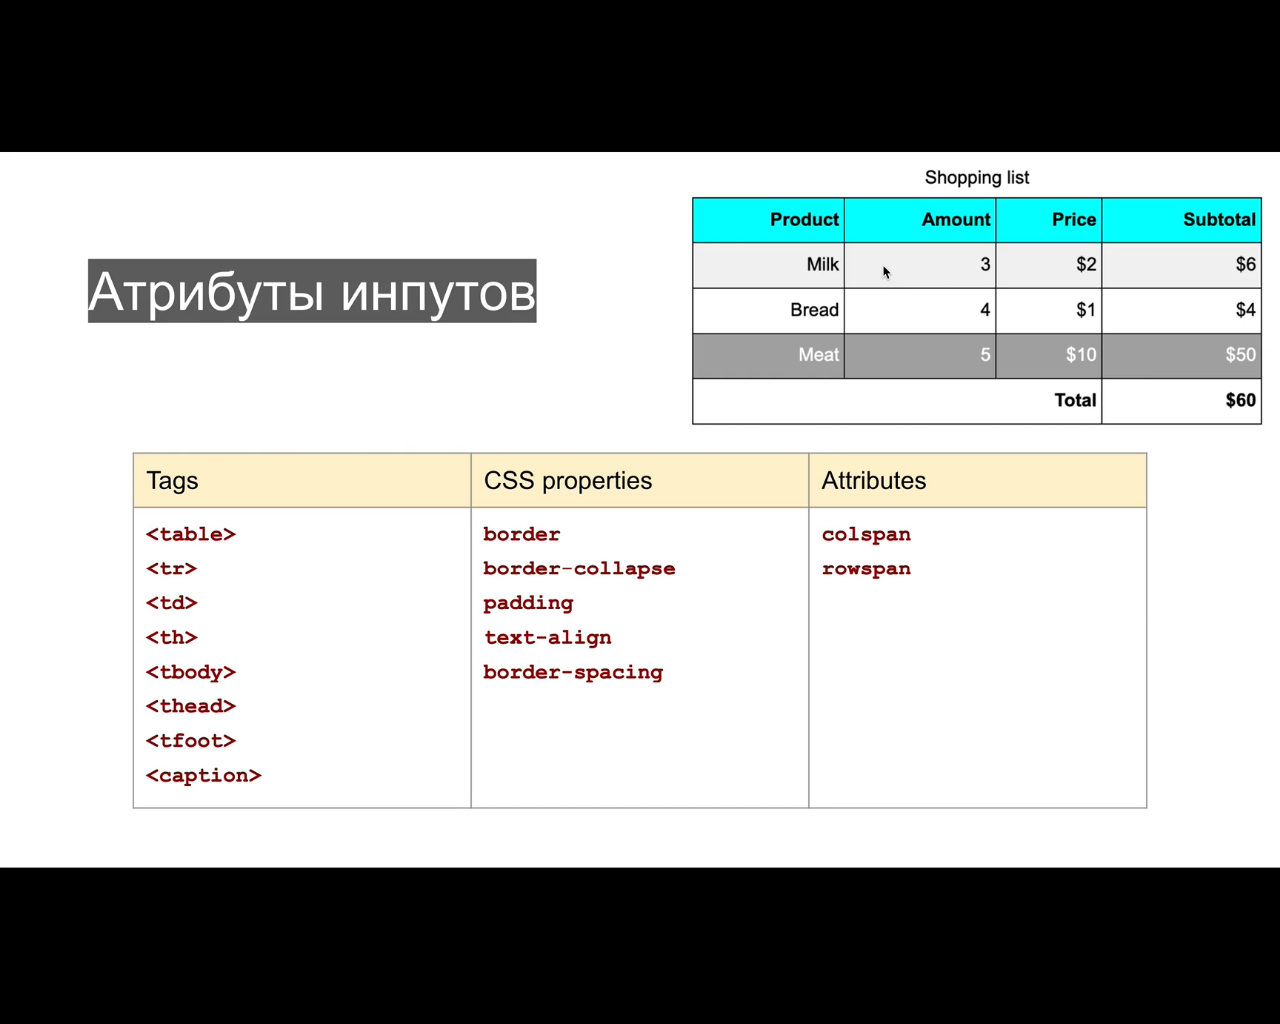 Shopping list
Product Amount Price Subtotal
Milk 3 $2 $6
Bread 4 $1 $4
Meat 5 $10 $50
Total $60
Атрибуты инпутов
Tags CSS properties Attributes
<table> border colspan
<tr> border-collapse rowspan
<td> padding
<th> text-align
<tbody> border-spacing
<thead>
<tfoot>
<caption>